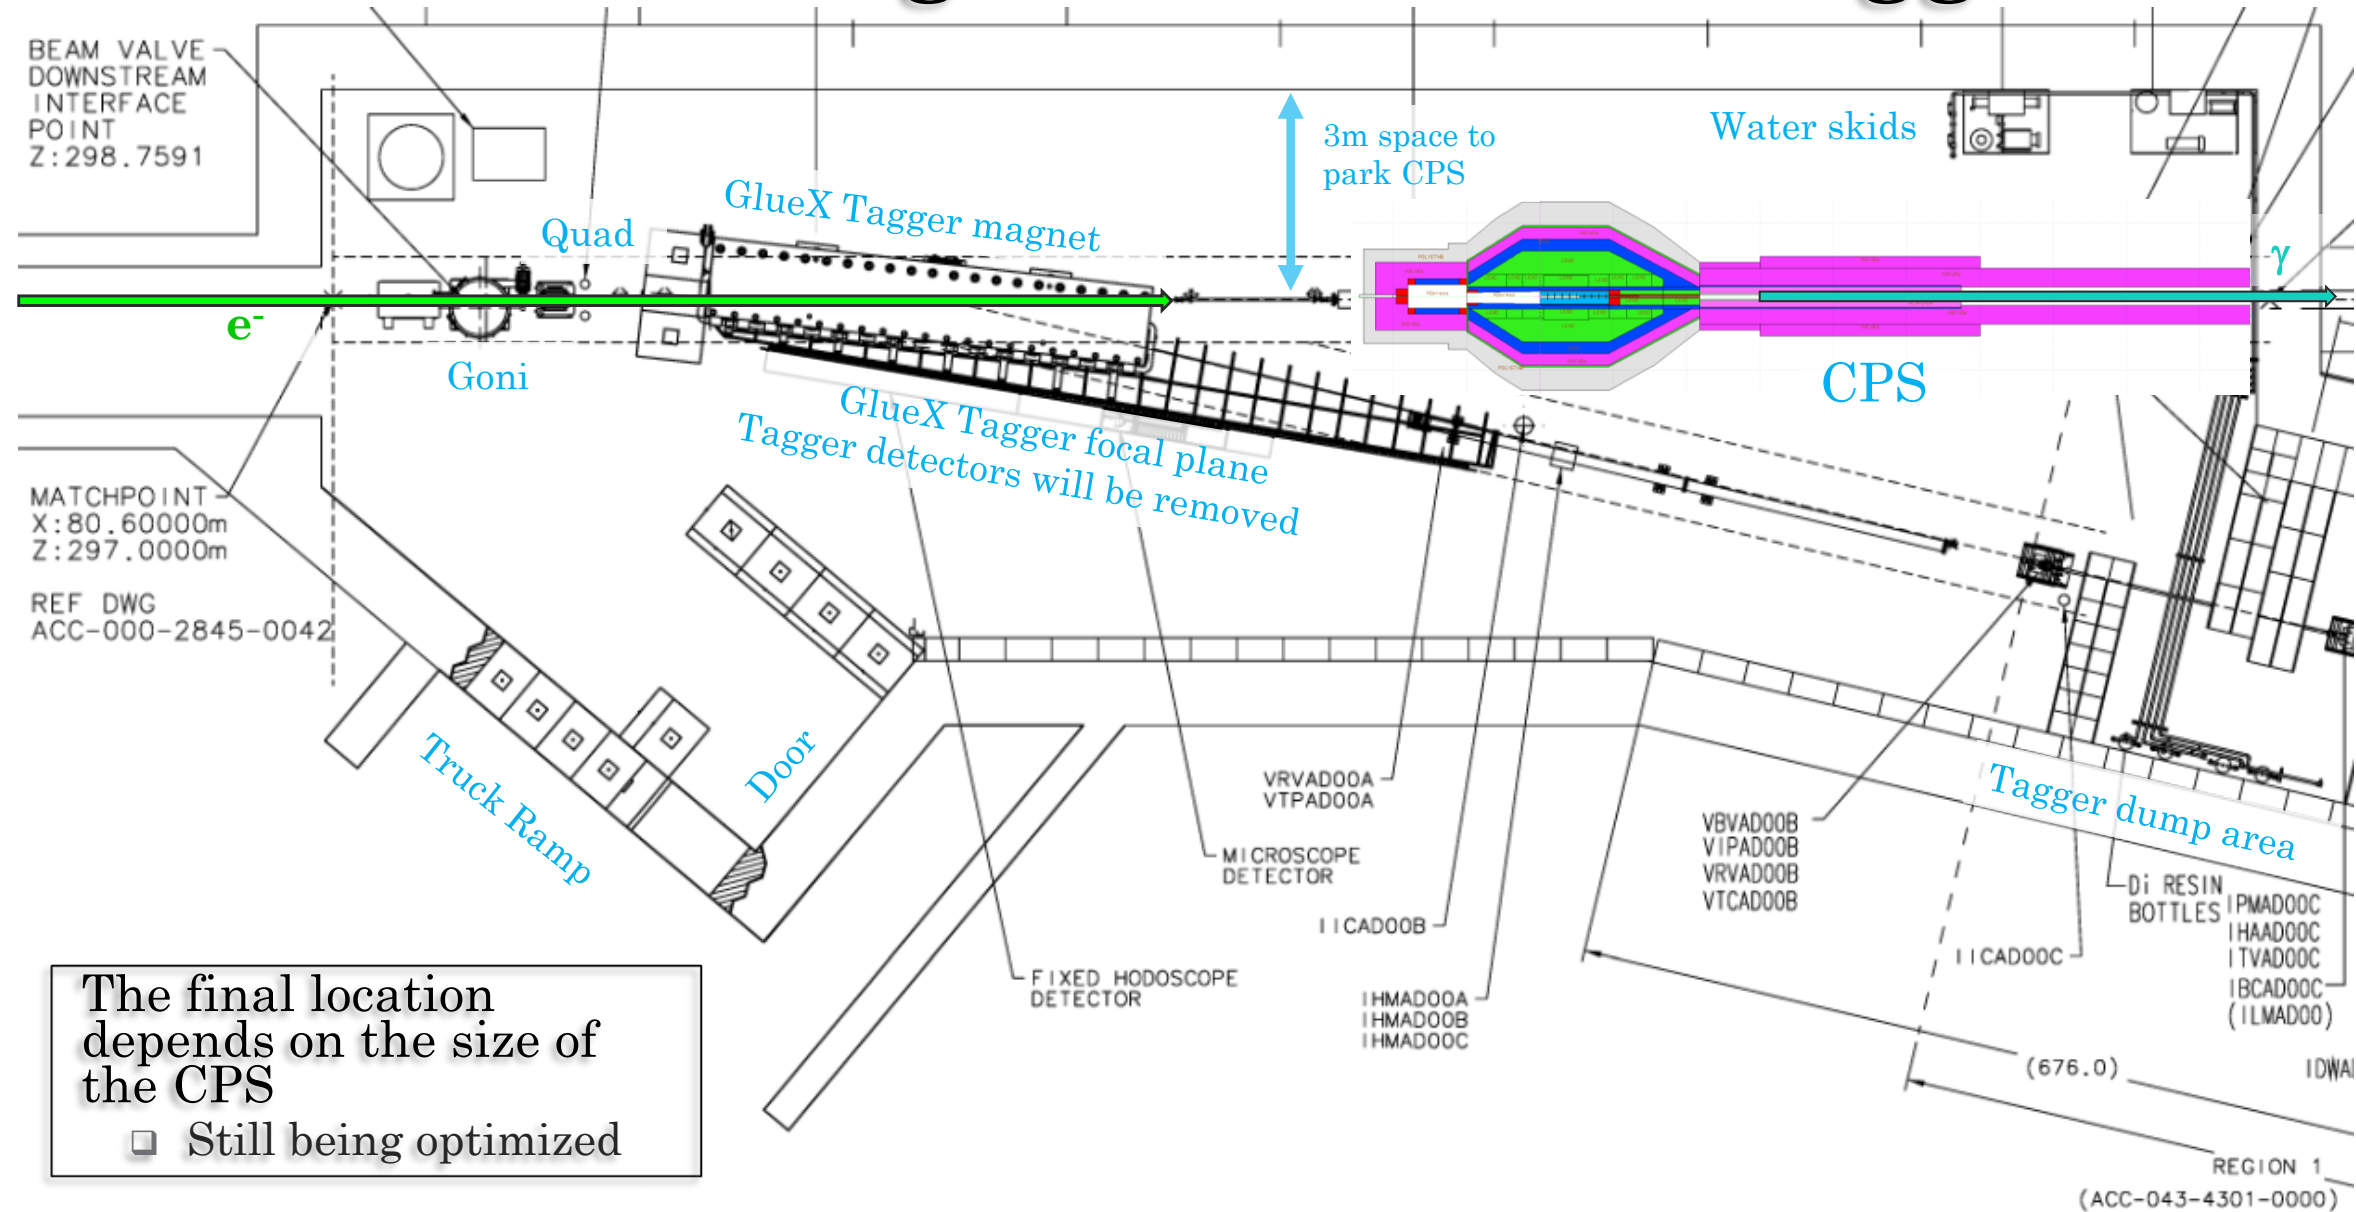 BEAM VALVE
DOWNSTREAM
INTERFACE
POINT
Z:298.7591
Quad
GlueX Tagger magnet
3m space to
park CPS
Water skids
γ
e-
Goni
CPS
GlueX Tagger focal plane
Tagger detectors will be removed
MATCHPOINT
X:80.60000m
Z:297.0000m
REF DWG
ACC-000-2845-0042
Truck Ramp
Door
VRVAD00A
VTPAD00A
MICROSCOPE
DETECTOR
IICAD00B
FIXED HODOSCOPE
DETECTOR
IHMAD00A
IHMAD00B
IHMAD00C
VBVAD00B
VIPAD00B
VRVAD00B
VTCAD00B
Tagger dump area
Di RESIN
BOTTLES
IICAD00C
IPMAD00C
IHAAD00C
ITVAD00C
IBCAD00C
(ILMAD00)
(676.0)
REGION 1
(ACC-043-4301-0000)
The final location
depends on the size of
the CPS
Still being optimized